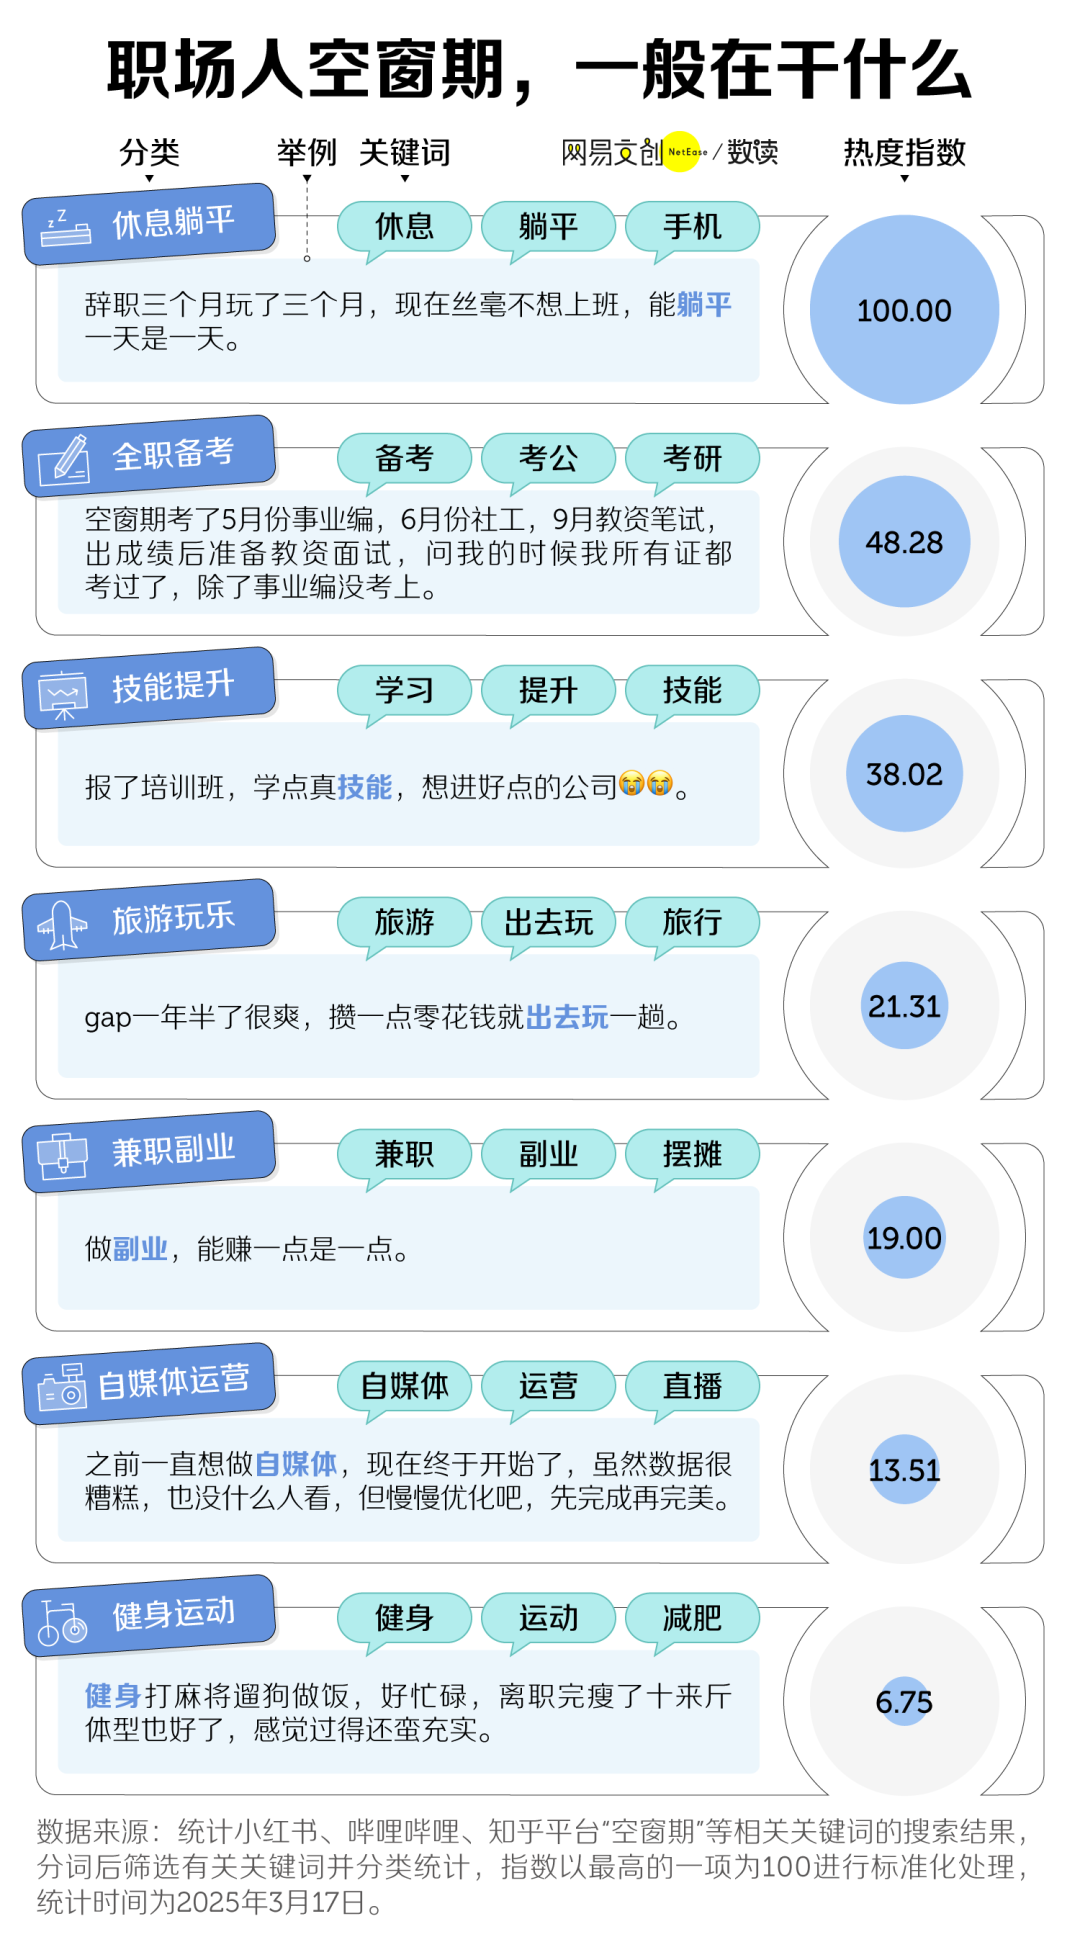 职场人空窗期，一般在干什么
分类 举例 关键词 网易文创 NetEase / 数读 热度指数
z Z 休息躺平 休息 躺平 手机
辞职三个月玩了三个月，现在丝毫不想上班，能躺平
一天是一天。
100.00
全职备考 备考 考公 考研
空窗期考了5月份事业编，6月份社工，9月教资笔试，
出成绩后准备教资面试，问我的时候我所有证都
考过了，除了事业编没考上。
48.28
技能提升 学习 提升 技能
报了培训班，学点真技能，想进好点的公司😭😭。
38.02
旅游玩乐 旅游 出去玩 旅行
gap一年半了很爽，攒一点零花钱就出去玩一趟。
21.31
兼职副业 兼职 副业 摆摊
做副业，能赚一点是一点。
19.00
自媒体运营 自媒体 运营 直播
之前一直想做自媒体，现在终于开始了，虽然数据很
糟糕，也没什么人看，但慢慢优化吧，先完成再完美。
13.51
健身运动 健身 运动 减肥
健身打麻将遛狗做饭，好忙碌，离职完瘦了十来斤
体型也好了，感觉过得还蛮充实。
6.75
数据来源：统计小红书、哔哩哔哩、知乎平台“空窗期”等相关关键词的搜索结果，
分词后筛选有关关键词并分类统计，指数以最高的一项为100进行标准化处理，
统计时间为2025年3月17日。